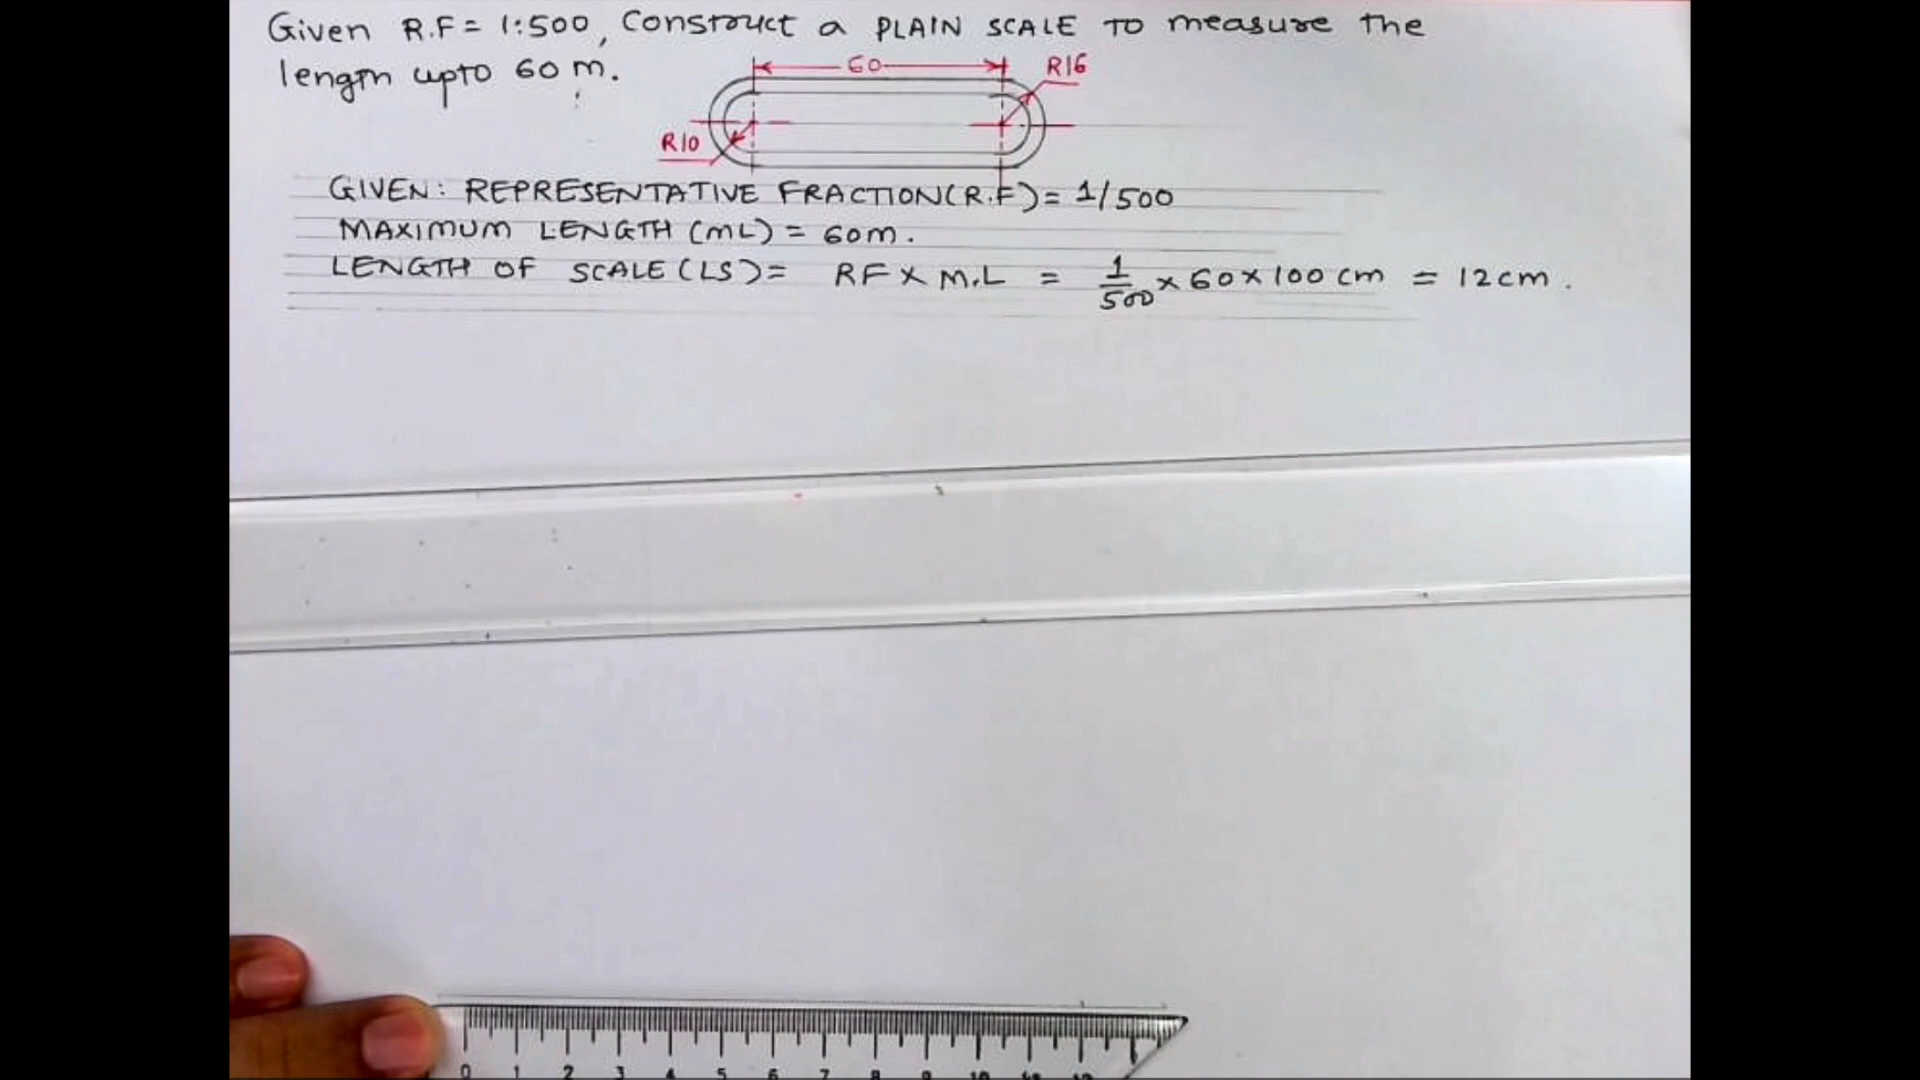 Given R.F = 1:500, Construct a PLAIN SCALE TO measure the
length upto 60 m.
60
R16
R10
GIVEN: REPRESENTATIVE FRACTION(R.F) = 1/500
MAXIMUM LENGTH (ML) = 60m.
LENGTH OF SCALE (LS) = RF X M.L = 1/500 × 60 × 100 cm = 12 cm.
0 1 2 3 4 5 6 7 8 9 10